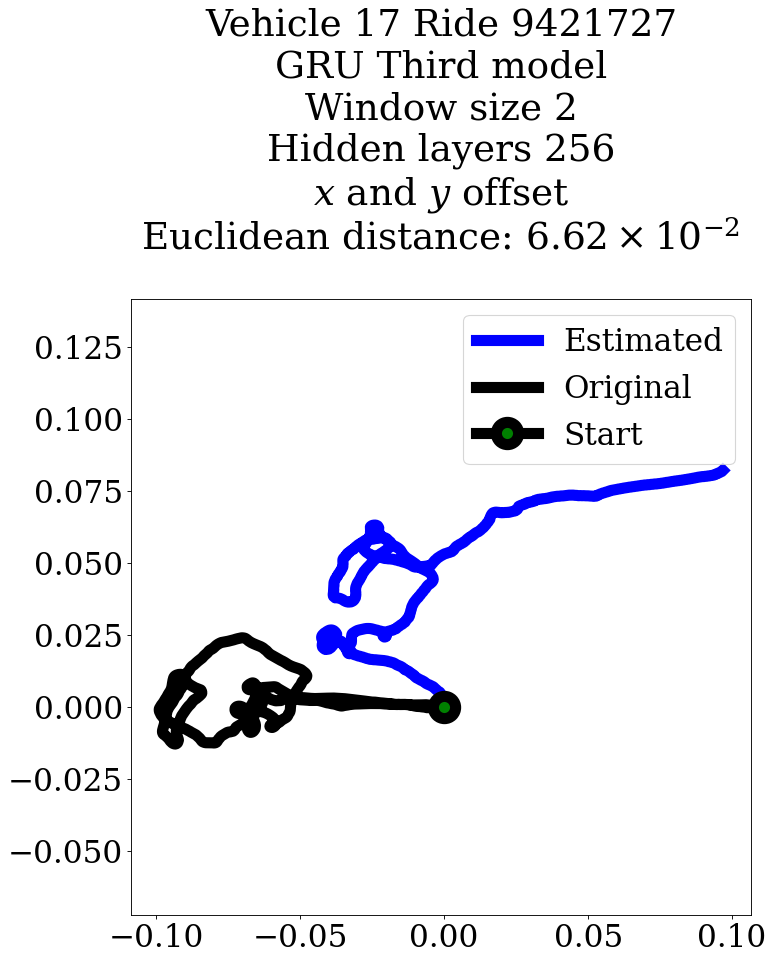 Vehicle 17 Ride 9421727
GRU Third model
Window size 2
Hidden layers 256
x and y offset
Euclidean distance: 6.62 × 10⁻²
Estimated
Original
Start
0.125
0.100
0.075
0.050
0.025
0.000
−0.025
−0.050
−0.10
−0.05
0.00
0.05
0.10